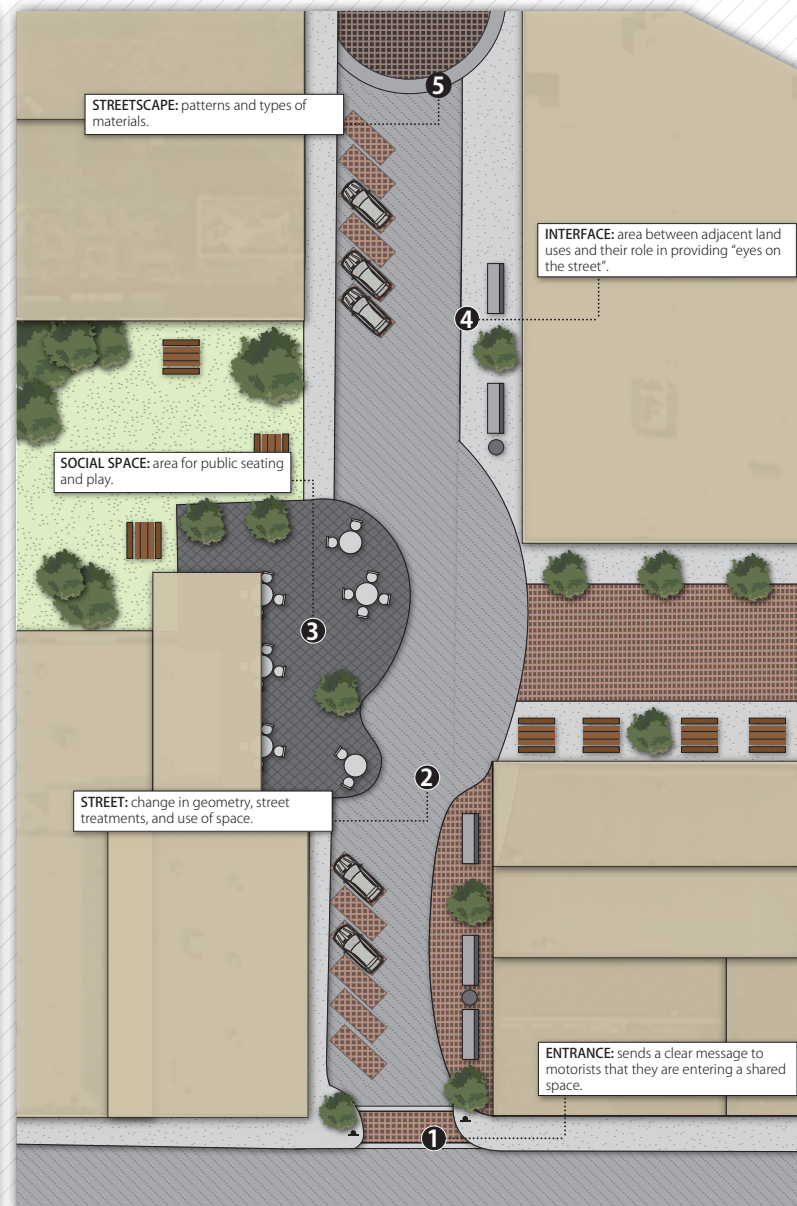 5
STREETSCAPE: patterns and types of
materials.
INTERFACE: area between adjacent land
uses and their role in providing “eyes on
the street”.
4
SOCIAL SPACE: area for public seating
and play.
3
2
STREET: change in geometry, street
treatments, and use of space.
ENTRANCE: sends a clear message to
motorists that they are entering a shared
space.
1